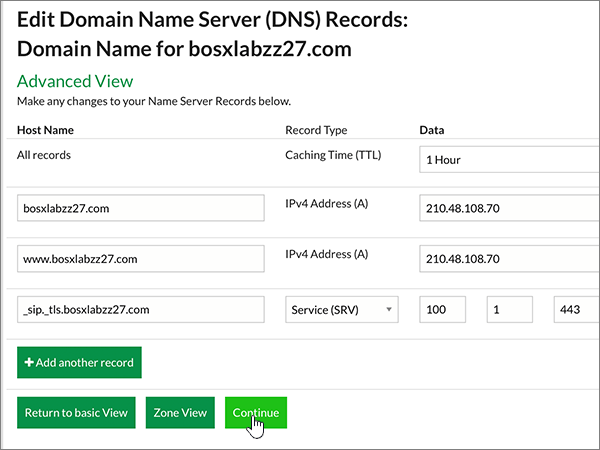 Edit Domain Name Server (DNS) Records:
Domain Name for bosxlabzz27.com
Advanced View
Make any changes to your Name Server Records below.
Host Name Record Type Data
All records Caching Time (TTL) 1 Hour
bosxlabzz27.com IPv4 Address (A) 210.48.108.70
www.bosxlabzz27.com IPv4 Address (A) 210.48.108.70
_sip._tls.bosxlabzz27.com Service (SRV) 100 1 443
+ Add another record
Return to basic View Zone View Continue